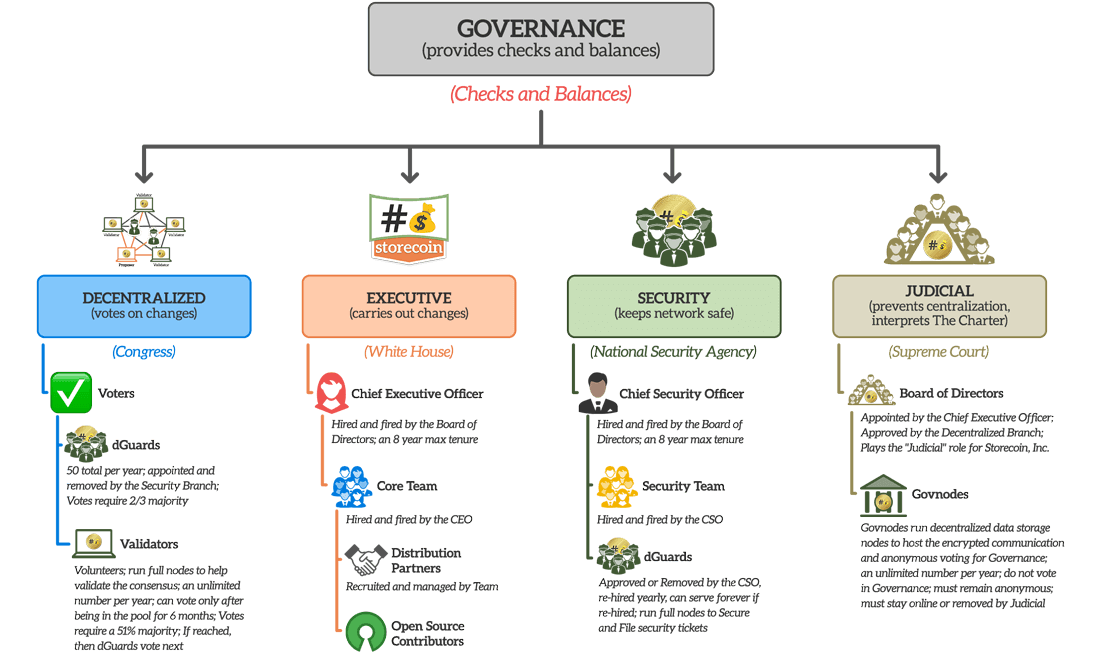 GOVERNANCE
(provides checks and balances)
(Checks and Balances)
Validator
Validator
Validator
Proposer
Validator
#
storecoin
#$
#$
DECENTRALIZED
(votes on changes)
(Congress)
Voters
dGuards
50 total per year; appointed and
removed by the Security Branch;
Votes require 2/3 majority
Validators
Volunteers; run full nodes to help
validate the consensus; an unlimited
number per year; can vote only after
being in the pool for 6 months; Votes
require a 51% majority; If reached,
then dGuards vote next
EXECUTIVE
(carries out changes)
(White House)
Chief Executive Officer
Hired and fired by the Board of
Directors; an 8 year max tenure
Core Team
Hired and fired by the CEO
Distribution
Partners
Recruited and managed by Team
Open Source
Contributors
SECURITY
(keeps network safe)
(National Security Agency)
Chief Security Officer
Hired and fired by the Board of
Directors; an 8 year max tenure
Security Team
Hired and fired by the CSO
dGuards
Approved or Removed by the CSO,
re-hired yearly, can serve forever if
re-hired; run full nodes to Secure
and File security tickets
JUDICIAL
(prevents centralization,
interprets The Charter)
(Supreme Court)
Board of Directors
Appointed by the Chief Executive Officer;
Approved by the Decentralized Branch;
Plays the "Judicial" role for Storecoin, Inc.
Govnodes
Govnodes run decentralized data storage
nodes to host the encrypted communication
and anonymous voting for Governance;
an unlimited number per year; do not vote
in Governance; must remain anonymous;
must stay online or removed by Judicial